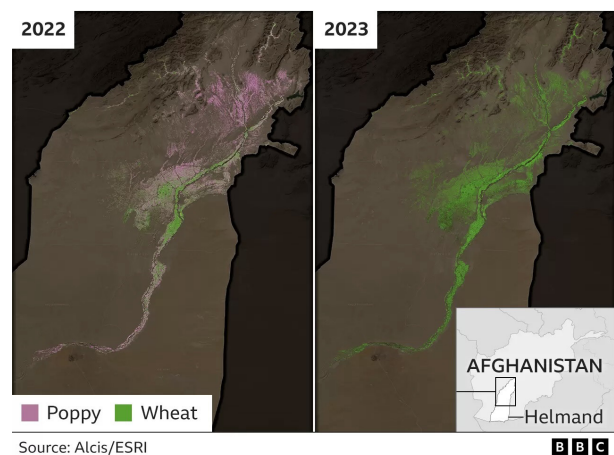 2022
2023
AFGHANISTAN
Helmand
Poppy
Wheat
Source: Alcis/ESRI
BBC